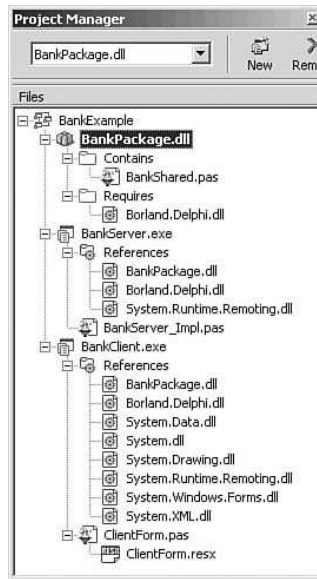 Project Manager
BankPackage.dll
New Rem
Files
BankExample
BankPackage.dll
Contains
BankShared.pas
Requires
Borland.Delphi.dll
BankServer.exe
References
BankPackage.dll
Borland.Delphi.dll
System.Runtime.Remoting.dll
BankServer_Impl.pas
BankClient.exe
References
BankPackage.dll
Borland.Delphi.dll
System.Data.dll
System.dll
System.Drawing.dll
System.Runtime.Remoting.dll
System.Windows.Forms.dll
System.XML.dll
ClientForm.pas
ClientForm.resx